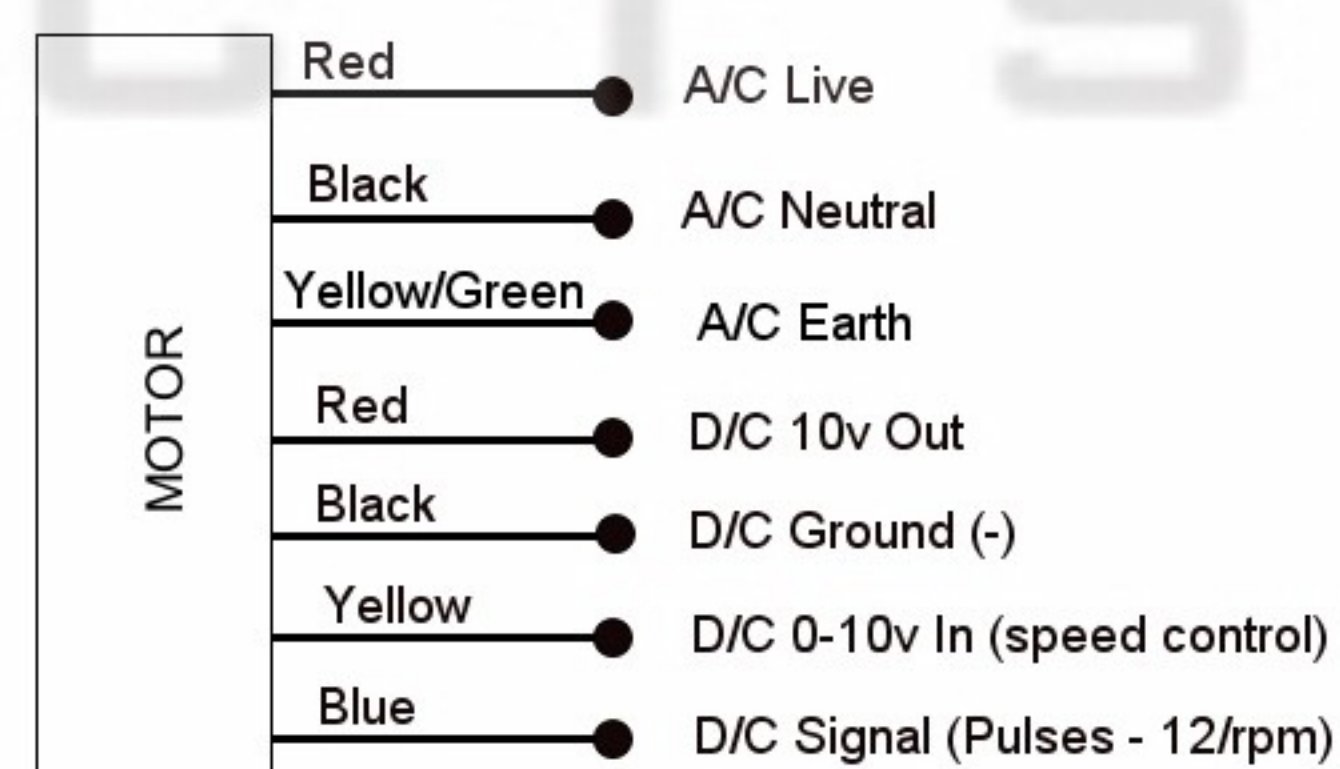 Red A/C Live
Black A/C Neutral
Yellow/Green A/C Earth
Red D/C 10v Out
Black D/C Ground (-)
Yellow D/C 0-10v In (speed control)
Blue D/C Signal (Pulses - 12/rpm)
MOTOR